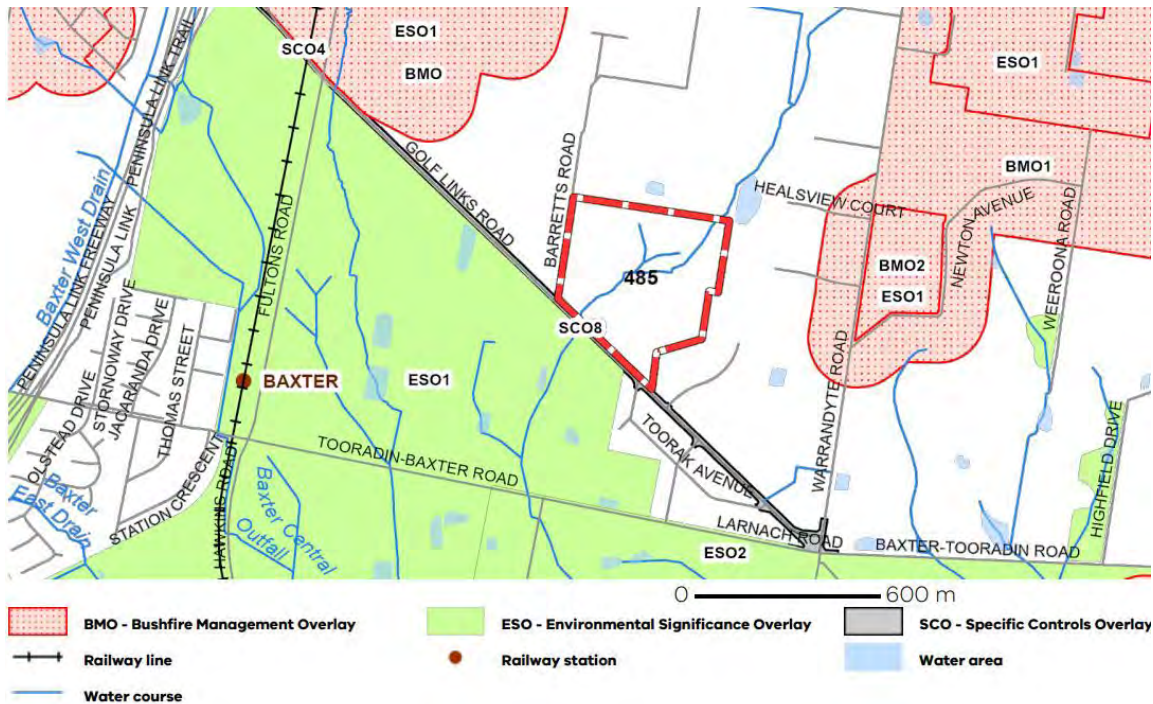 SCO4
ESO1
BMO
ESO1
PENINSULA LINK TRAIL
PENINSULA LINK
PENINSULA LINK FREEWAY
Baxter West Drain
GOLF LINKS ROAD
BARRETTS ROAD
FULTONS ROAD
HEALSVIEW COURT
BMO1
NEWTON AVENUE
WEEROONA ROAD
485
BMO2
ESO1
SCO8
STORNOWAY DRIVE
JACARANDA DRIVE
THOMAS STREET
BAXTER
ESO1
OLSTEAD DRIVE
TOORADIN-BAXTER ROAD
TOORAK AVENUE
WARRANDYTE ROAD
HIGHFIELD DRIVE
Baxter
East Drain
STATION CRESCENT
HAWKINS ROAD
Baxter Central
Outfall
LARNACH ROAD
ESO2
BAXTER-TOORADIN ROAD
0 600 m
BMO - Bushfire Management Overlay
ESO - Environmental Significance Overlay
SCO - Specific Controls Overlay
Railway line
Railway station
Water area
Water course